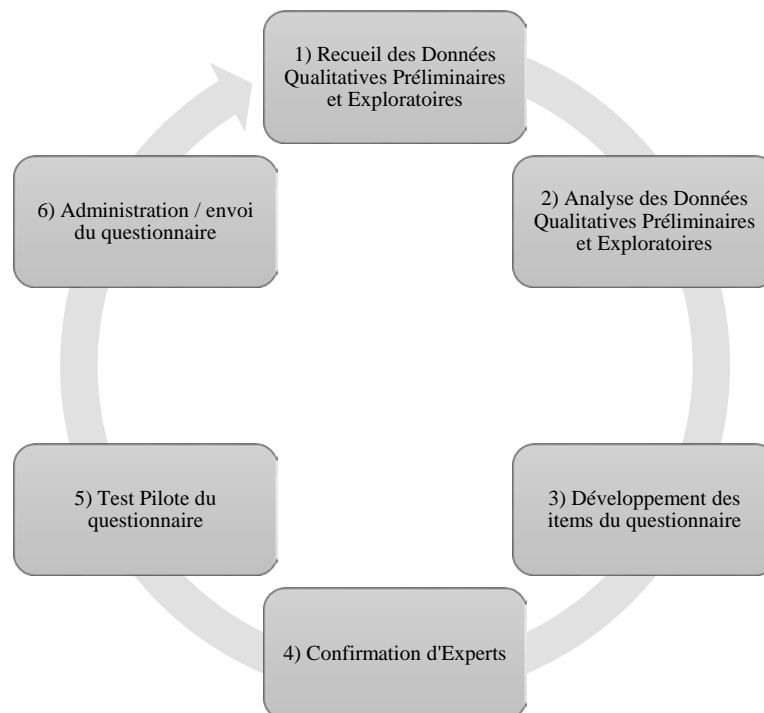 1) Recueil des Données
Qualitatives Préliminaires
et Exploratoires
2) Analyse des Données
Qualitatives Préliminaires
et Exploratoires
3) Développement des
items du questionnaire
4) Confirmation d'Experts
5) Test Pilote du
questionnaire
6) Administration / envoi
du questionnaire